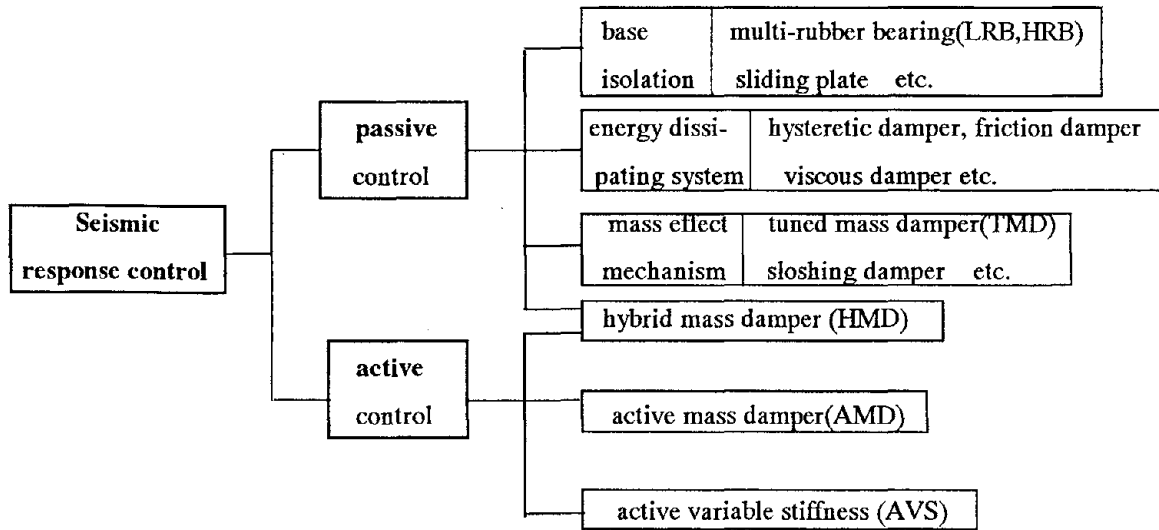 Seismic
response control
passive
control
active
control
base
isolation
multi-rubber bearing(LRB,HRB)
sliding plate etc.
energy dissi-
pating system
hysteretic damper, friction damper
viscous damper etc.
mass effect
mechanism
tuned mass damper(TMD)
sloshing damper etc.
hybrid mass damper (HMD)
active mass damper(AMD)
active variable stiffness (AVS)